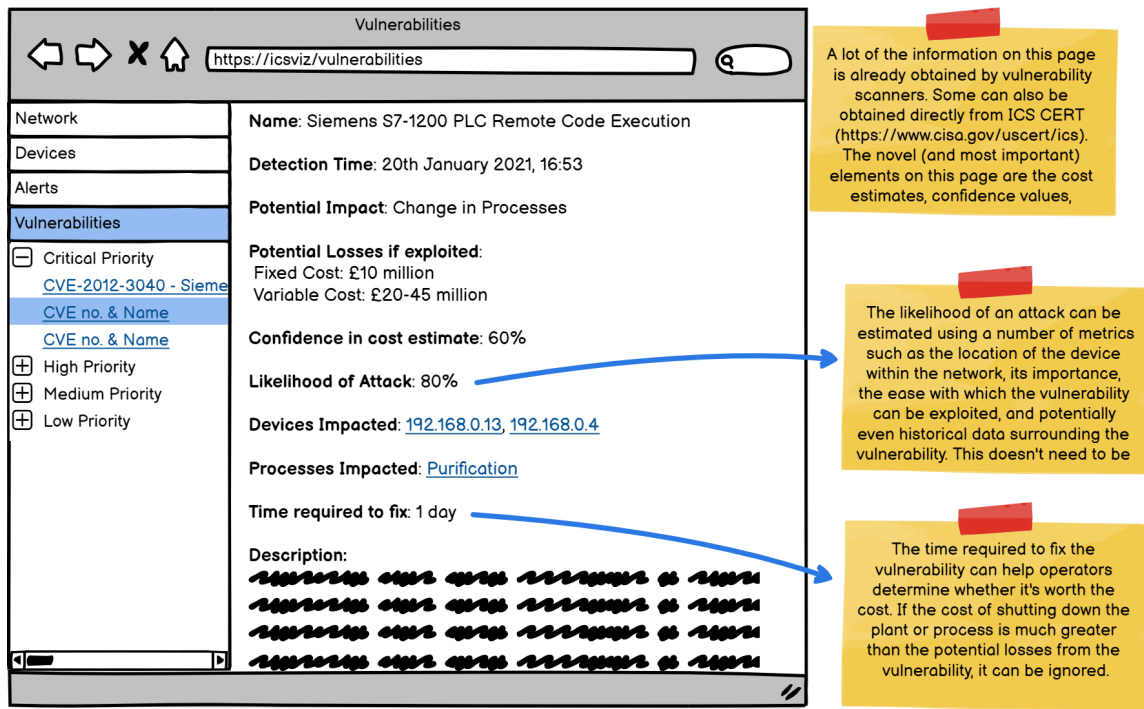 Vulnerabilities
https://icsviz/vulnerabilities
Network
Devices
Alerts
Vulnerabilities
Critical Priority
CVE-2012-3040 - Sieme
CVE no. & Name
CVE no. & Name
High Priority
Medium Priority
Low Priority
Name: Siemens S7-1200 PLC Remote Code Execution
Detection Time: 20th January 2021, 16:53
Potential Impact: Change in Processes
Potential Losses if exploited:
Fixed Cost: £10 million
Variable Cost: £20-45 million
Confidence in cost estimate: 60%
Likelihood of Attack: 80%
Devices Impacted: 192.168.0.13, 192.168.0.4
Processes Impacted: Purification
Time required to fix: 1 day
Description:
A lot of the information on this page
is already obtained by vulnerability
scanners. Some can also be
obtained directly from ICS CERT
(https://www.cisa.gov/uscert/ics).
The novel (and most important)
elements on this page are the cost
estimates, confidence values,
The likelihood of an attack can be
estimated using a number of metrics
such as the location of the device
within the network, its importance,
the ease with which the vulnerability
can be exploited, and potentially
even historical data surrounding the
vulnerability. This doesn't need to be
The time required to fix the
vulnerability can help operators
determine whether it's worth the
cost. If the cost of shutting down the
plant or process is much greater
than the potential losses from the
vulnerability, it can be ignored.